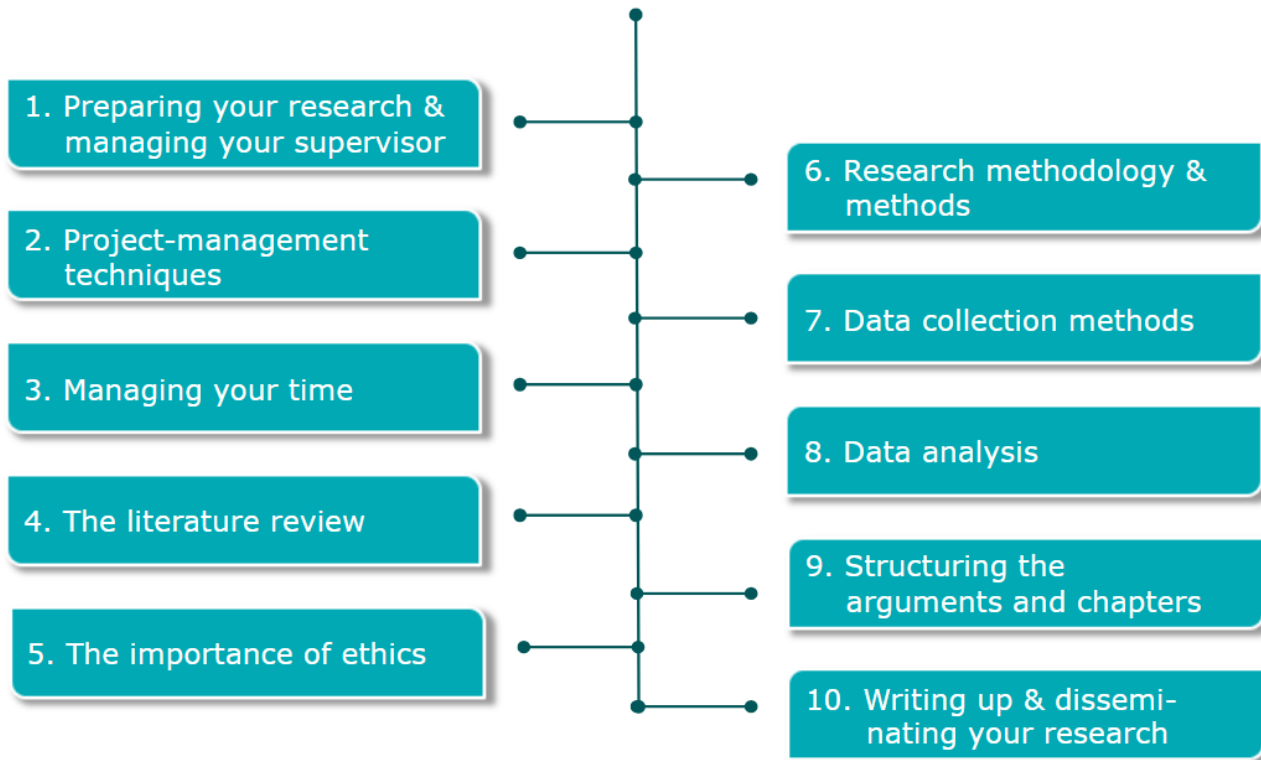 1. Preparing your research &
managing your supervisor
2. Project-management
techniques
3. Managing your time
4. The literature review
5. The importance of ethics
6. Research methodology &
methods
7. Data collection methods
8. Data analysis
9. Structuring the
arguments and chapters
10. Writing up & dissemi-
nating your research